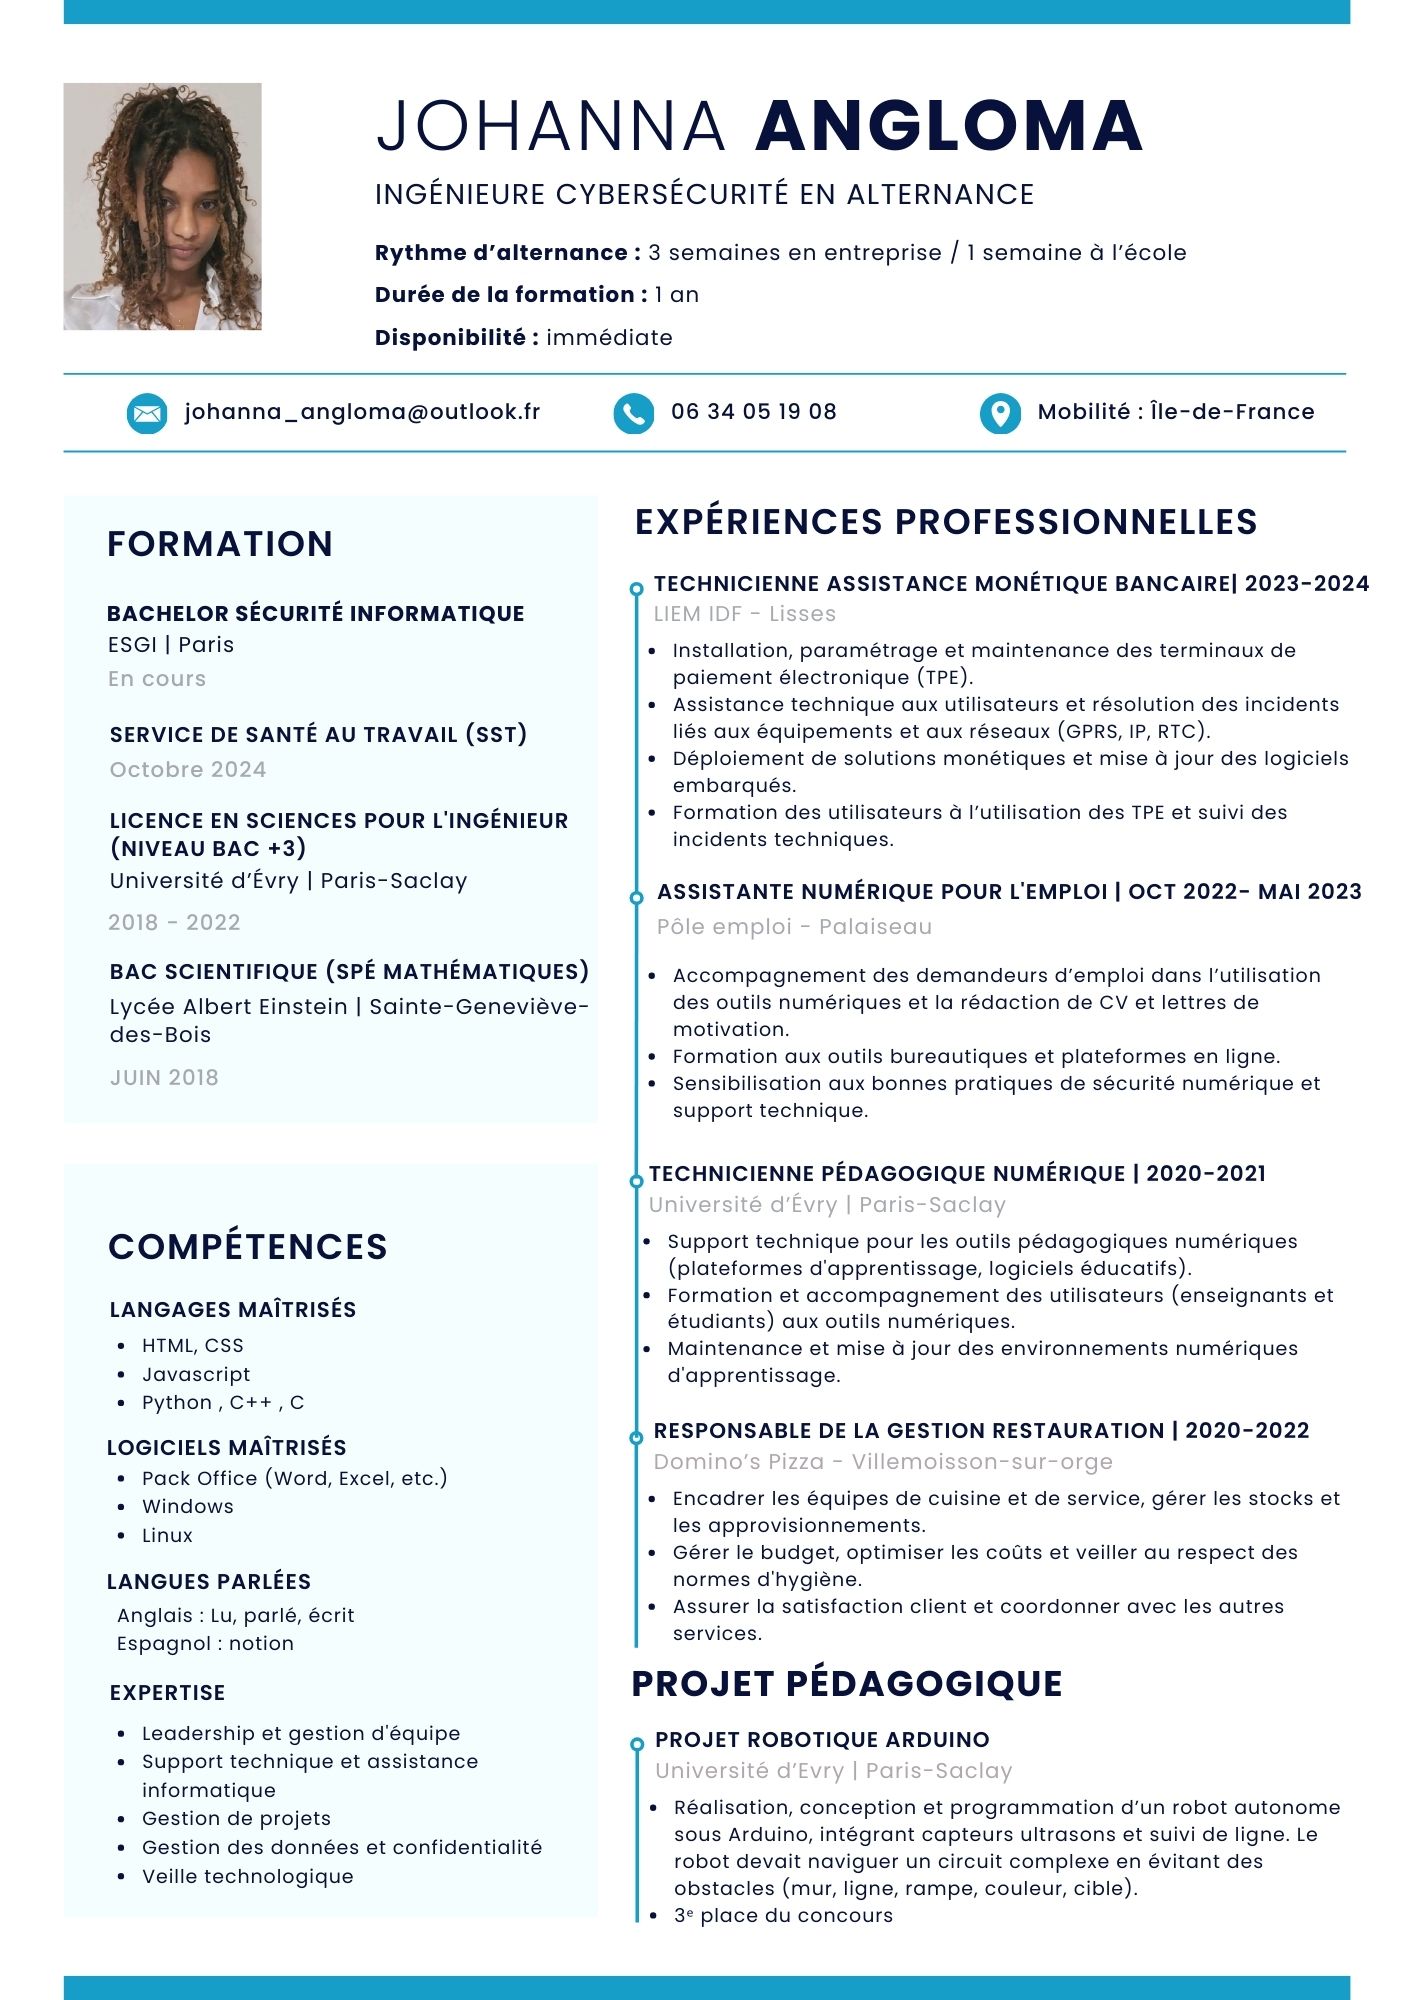 JOHANNA ANGLOMA
INGÉNIEURE CYBERSÉCURITÉ EN ALTERNANCE
Rythme d’alternance : 3 semaines en entreprise / 1 semaine à l’école
Durée de la formation : 1 an
Disponibilité : immédiate
johanna_angloma@outlook.fr
06 34 05 19 08
Mobilité : Île-de-France
FORMATION
BACHELOR SÉCURITÉ INFORMATIQUE
ESGI | Paris
En cours
SERVICE DE SANTÉ AU TRAVAIL (SST)
Octobre 2024
LICENCE EN SCIENCES POUR L'INGÉNIEUR
(NIVEAU BAC +3)
Université d’Évry | Paris-Saclay
2018 - 2022
BAC SCIENTIFIQUE (SPÉ MATHÉMATIQUES)
Lycée Albert Einstein | Sainte-Geneviève-
des-Bois
JUIN 2018
COMPÉTENCES
LANGAGES MAÎTRISÉS
• HTML, CSS
• Javascript
• Python , C++ , C
LOGICIELS MAÎTRISÉS
• Pack Office (Word, Excel, etc.)
• Windows
• Linux
LANGUES PARLÉES
Anglais : Lu, parlé, écrit
Espagnol : notion
EXPERTISE
• Leadership et gestion d'équipe
• Support technique et assistance
informatique
• Gestion de projets
• Gestion des données et confidentialité
• Veille technologique
EXPÉRIENCES PROFESSIONNELLES
TECHNICIENNE ASSISTANCE MONÉTIQUE BANCAIRE| 2023-2024
LIEM IDF - Lisses
• Installation, paramétrage et maintenance des terminaux de
paiement électronique (TPE).
• Assistance technique aux utilisateurs et résolution des incidents
liés aux équipements et aux réseaux (GPRS, IP, RTC).
• Déploiement de solutions monétiques et mise à jour des logiciels
embarqués.
• Formation des utilisateurs à l’utilisation des TPE et suivi des
incidents techniques.
ASSISTANTE NUMÉRIQUE POUR L'EMPLOI | OCT 2022- MAI 2023
Pôle emploi - Palaiseau
• Accompagnement des demandeurs d’emploi dans l’utilisation
des outils numériques et la rédaction de CV et lettres de
motivation.
• Formation aux outils bureautiques et plateformes en ligne.
• Sensibilisation aux bonnes pratiques de sécurité numérique et
support technique.
TECHNICIENNE PÉDAGOGIQUE NUMÉRIQUE | 2020-2021
Université d’Évry | Paris-Saclay
• Support technique pour les outils pédagogiques numériques
(plateformes d'apprentissage, logiciels éducatifs).
• Formation et accompagnement des utilisateurs (enseignants et
étudiants) aux outils numériques.
• Maintenance et mise à jour des environnements numériques
d'apprentissage.
RESPONSABLE DE LA GESTION RESTAURATION | 2020-2022
Domino’s Pizza - Villemoisson-sur-orge
• Encadrer les équipes de cuisine et de service, gérer les stocks et
les approvisionnements.
• Gérer le budget, optimiser les coûts et veiller au respect des
normes d'hygiène.
• Assurer la satisfaction client et coordonner avec les autres
services.
PROJET PÉDAGOGIQUE
PROJET ROBOTIQUE ARDUINO
Université d’Evry | Paris-Saclay
• Réalisation, conception et programmation d’un robot autonome
sous Arduino, intégrant capteurs ultrasons et suivi de ligne. Le
robot devait naviguer un circuit complexe en évitant des
obstacles (mur, ligne, rampe, couleur, cible).
• 3ᵉ place du concours